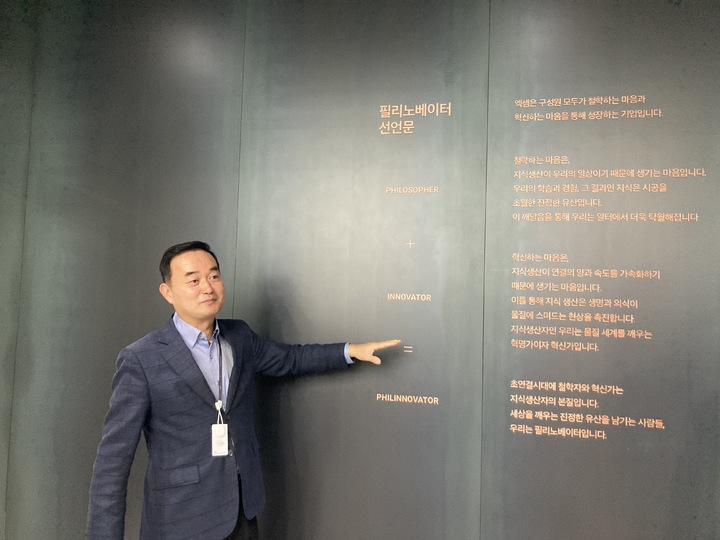 필리노베이터
선언문
PHILOSOPHER
+
INNOVATOR
=
PHILINNOVATOR
엑셈은 구성원 모두가 철학하는 마음과
혁신하는 마음을 통해 성장하는 기업입니다.
철학하는 마음은,
지식생산이 우리의 일상이기 때문에 생기는 마음입니다.
우리의 학습과 경험, 그 결과인 지식은 시공을
초월한 진정한 유산입니다.
이 깨달음을 통해 우리는 일터에서 더욱 탁월해집니다
혁신하는 마음은,
지식생산이 연결의 양과 속도를 가속화하기
때문에 생기는 마음입니다.
이를 통해 지식 생산은 생명과 의식이
물질에 스며드는 현상을 촉진합니다.
지식생산자인 우리는 물질 세계를 깨우는
혁명가이자 혁신가입니다.
초연결시대에 철학자와 혁신가는
지식생산자의 본질입니다.
세상을 깨우는 진정한 유산을 남기는 사람들,
우리는 필리노베이터입니다.